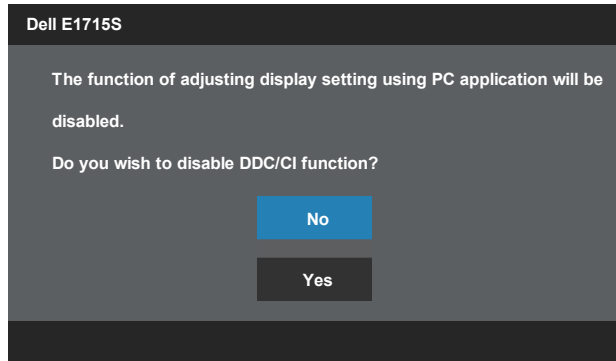 Dell E1715S
The function of adjusting display setting using PC application will be
disabled.
Do you wish to disable DDC/CI function?
No
Yes